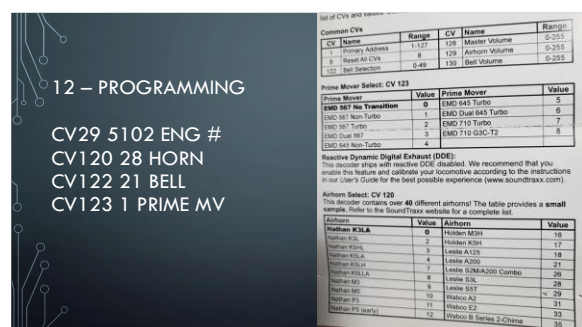 12 – PROGRAMMING
CV29 5102 ENG #
CV120 28 HORN
CV122 21 BELL
CV123 1 PRIME MV
list of CVs and values.
Common CVs
CV Name Range CV Name Range
1 Primary Address 1-127 128 Master Volume 0-255
8 Reset All CVs 8 129 Airhorn Volume 0-255
122 Bell Selection 0-49 130 Bell Volume 0-255
Prime Mover Select: CV 123
Prime Mover Value Prime Mover Value
EMD 567 No Transition 0 EMD 645 Turbo 5
EMD 567 Non-Turbo 1 EMD Dual 645 Turbo 6
EMD 567 Turbo 2 EMD 710 Turbo 7
EMD Dual 567 3 EMD 710 G3C-T2 8
EMD 645 Non-Turbo 4
Reactive Dynamic Digital Exhaust (DDE):
This decoder ships with reactive DDE disabled. We recommend that you
enable this feature and calibrate your locomotive according to the instructions
in our User's Guide for the best possible experience (www.soundtraxx.com).
Airhorn Select: CV 120
This decoder contains over 40 different airhorns! The table provides a small
sample. Refer to the SoundTraxx website for a complete list.
Airhorn Value Airhorn Value
Nathan K3LA 0 Holden M3H 16
Nathan K3L 2 Holden K5H 17
Nathan K5HL 3 Leslie A125 18
Nathan K5LA 4 Leslie A200 21
Nathan K5LH 7 Leslie S2M/A200 Combo 26
Nathan K5LLA 8 Leslie S3L 28
Nathan M3 9 Leslie S5T 29
Nathan M5 10 Wabco A2 31
Nathan P3 11 Wabco E2 33
Nathan P5 (early) 12 Wabco B Series 2-Chime 35